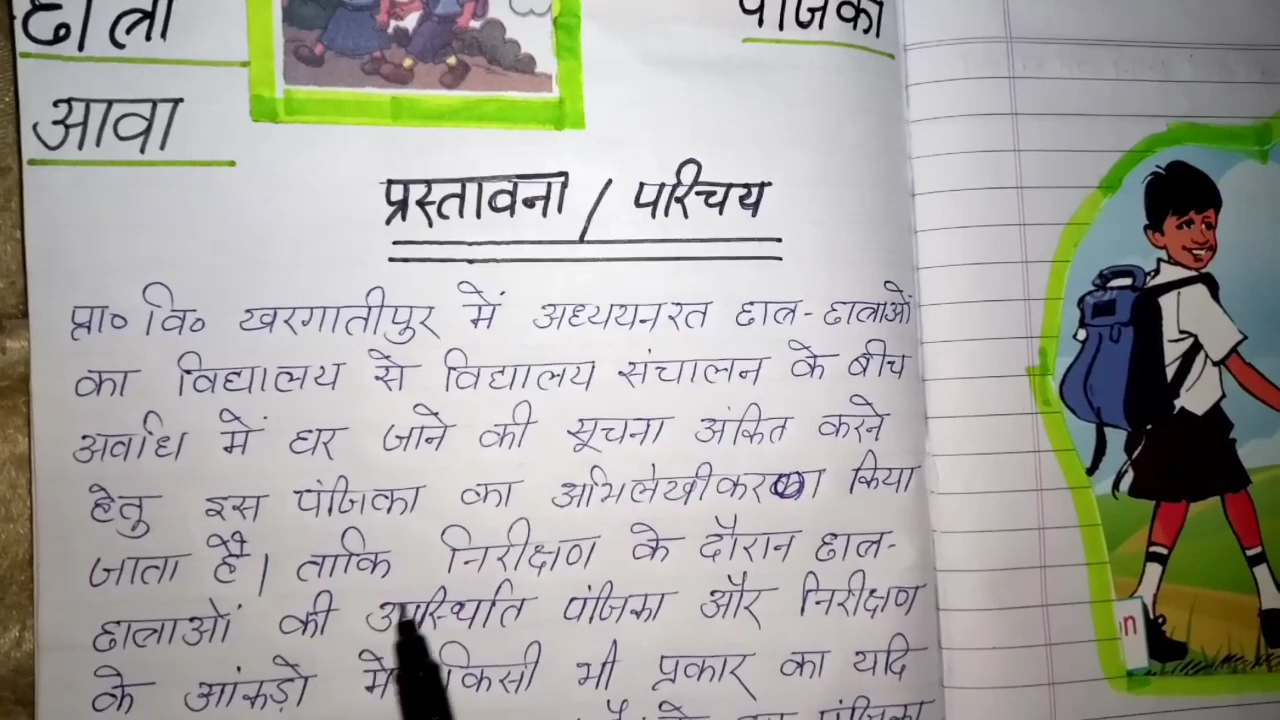 छात्रा
पंजिका
आवा
प्रस्तावना / परिचय
प्रा० वि० खरगातीपुर में अध्ययनरत छात्र-छात्राओं
का विद्यालय से विद्यालय संचालन के बीच
अवधि में घर जाने की सूचना अंकित करने
हेतु इस पंजिका का अभिलेखीकरण किया
जाता है। ताकि निरीक्षण के दौरान छात्र-
छात्राओं की उपस्थिति पंजिका और निरीक्षण
के आंकड़ो में किसी भी प्रकार का यदि
पंजिका
n